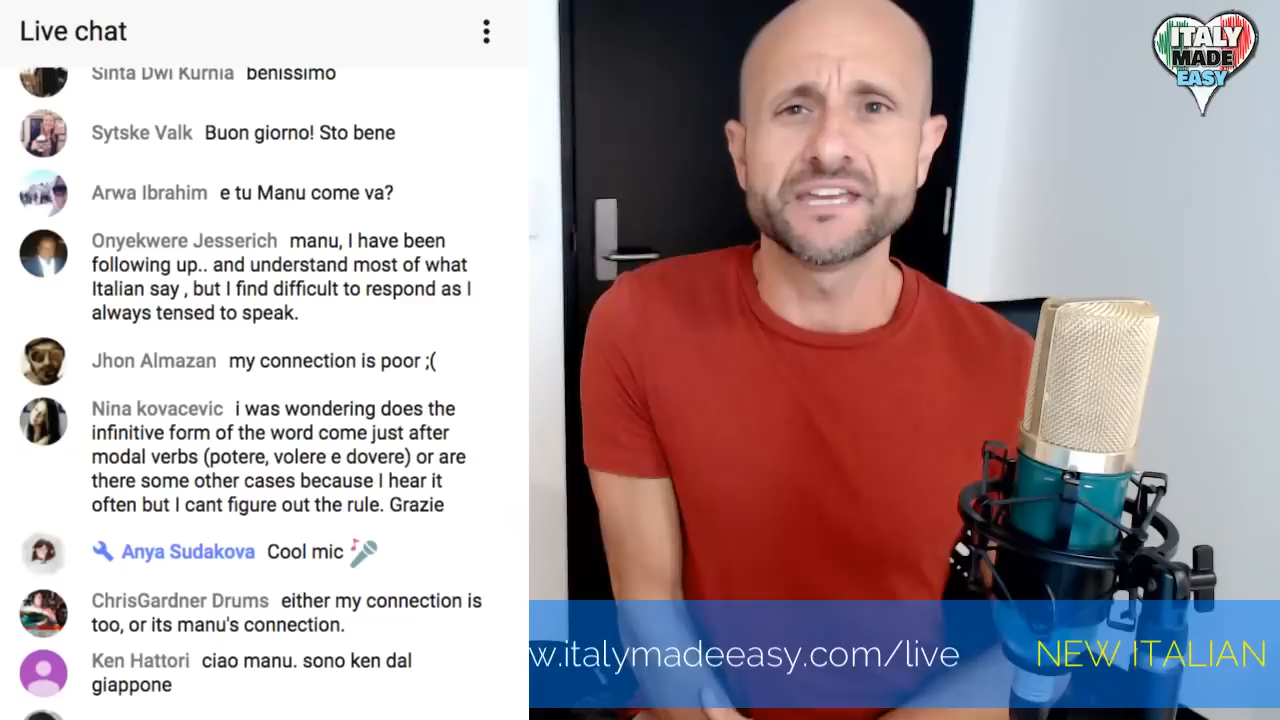 Live chat
Sinta Dwi Kurnia benissimo
Sytske Valk Buon giorno! Sto bene
Arwa Ibrahim e tu Manu come va?
Onyekwere Jesserich manu, I have been
following up.. and understand most of what
Italian say , but I find difficult to respond as I
always tensed to speak.
Jhon Almazan my connection is poor ;(
Nina kovacevic i was wondering does the
infinitive form of the word come just after
modal verbs (potere, volere e dovere) or are
there some other cases because I hear it
often but I cant figure out the rule. Grazie
Anya Sudakova Cool mic
ChrisGardner Drums either my connection is
too, or its manu's connection.
Ken Hattori ciao manu. sono ken dal
giappone
ITALY
MADE
EASY
w.italymadeeasy.com/live NEW ITALIAN